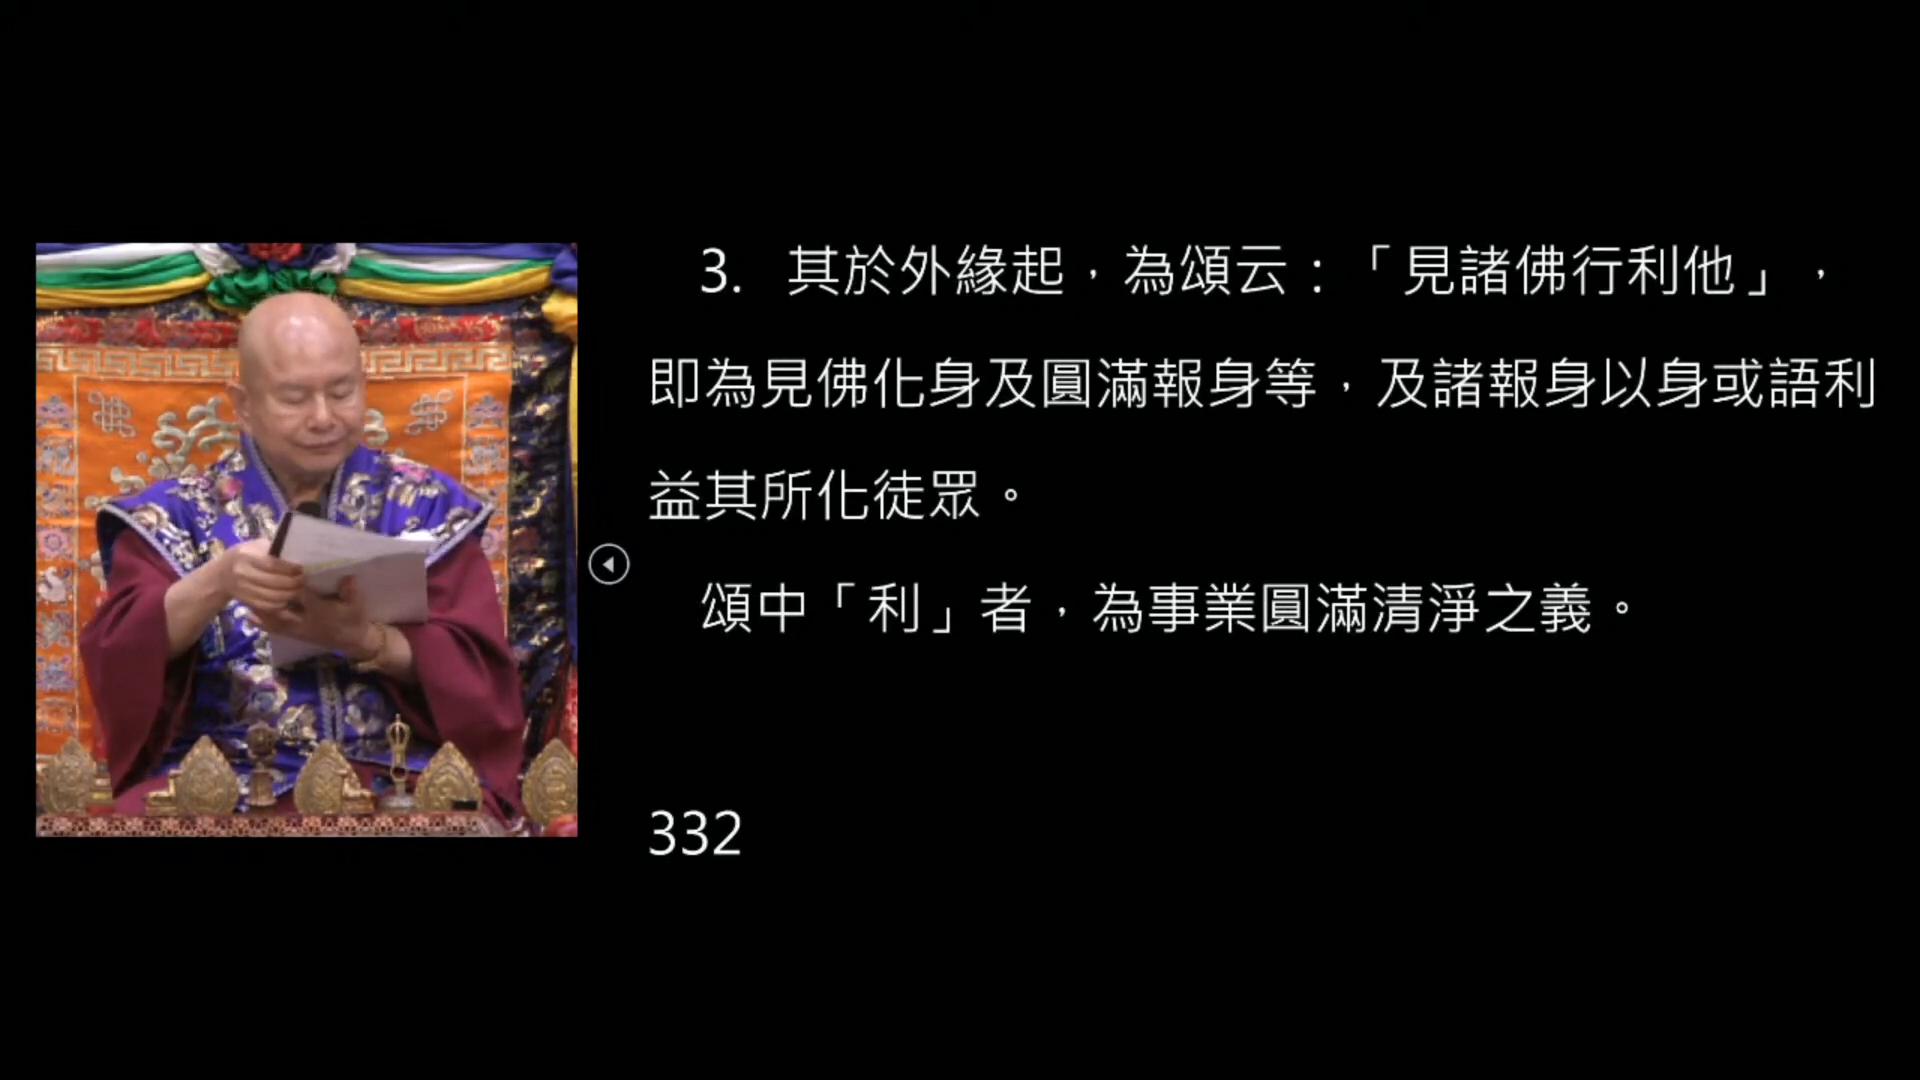 3. 其於外緣起，為頌云：「見諸佛行利他」，
即為見佛化身及圓滿報身等，及諸報身以身或語利
益其所化徒眾。
頌中「利」者，為事業圓滿清淨之義。
332